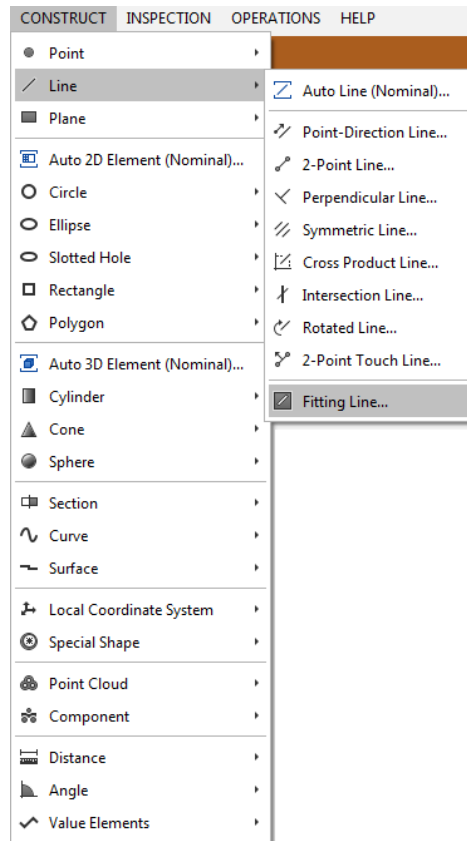 CONSTRUCT INSPECTION OPERATIONS HELP
Point
Line
Plane
Auto 2D Element (Nominal)...
Circle
Ellipse
Slotted Hole
Rectangle
Polygon
Auto 3D Element (Nominal)...
Cylinder
Cone
Sphere
Section
Curve
Surface
Local Coordinate System
Special Shape
Point Cloud
Component
Distance
Angle
Value Elements
Auto Line (Nominal)...
Point-Direction Line...
2-Point Line...
Perpendicular Line...
Symmetric Line...
Cross Product Line...
Intersection Line...
Rotated Line...
2-Point Touch Line...
Fitting Line...